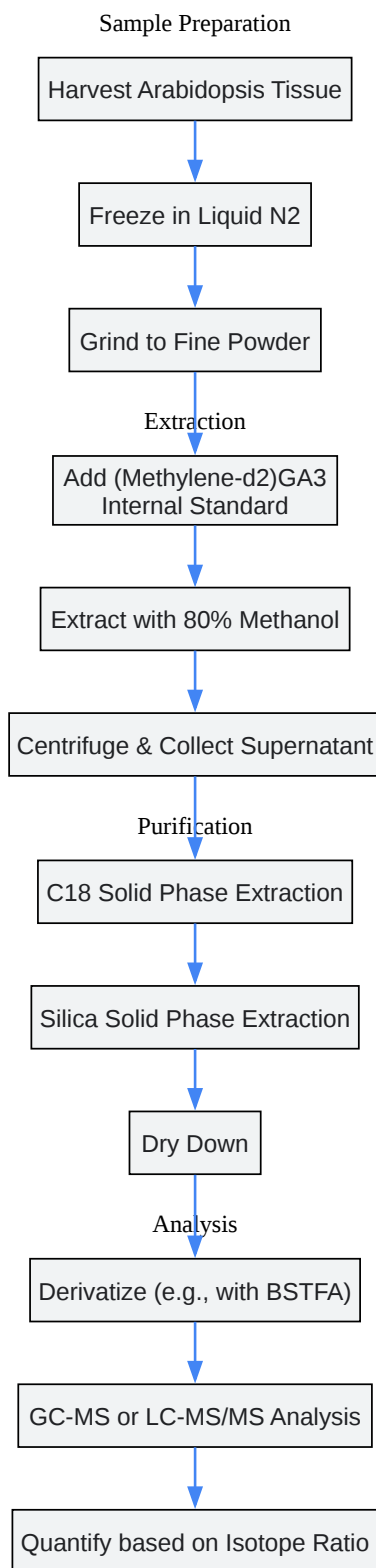 Sample Preparation
Harvest Arabidopsis Tissue
Freeze in Liquid N2
Grind to Fine Powder
Extraction
Add (Methylene-d2)GA3
Internal Standard
Extract with 80% Methanol
Centrifuge & Collect Supernatant
Purification
C18 Solid Phase Extraction
Silica Solid Phase Extraction
Dry Down
Analysis
Derivatize (e.g., with BSTFA)
GC-MS or LC-MS/MS Analysis
Quantify based on Isotope Ratio